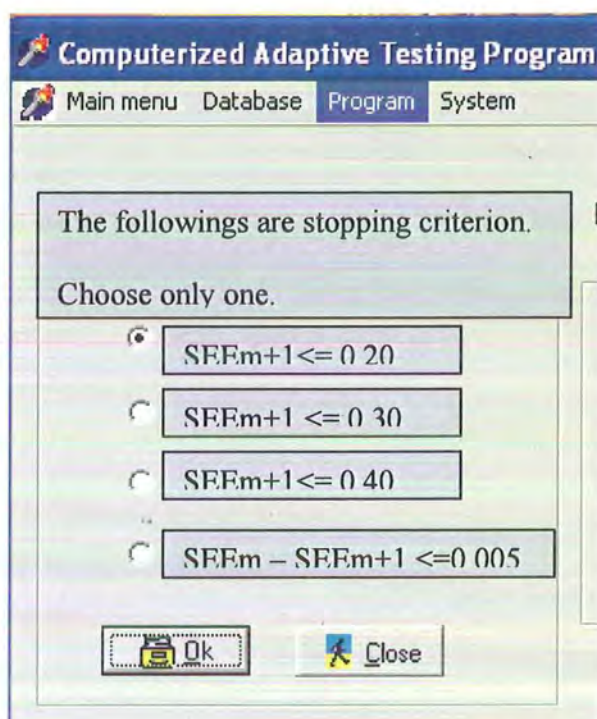 Computerized Adaptive Testing Program
Main menu Database Program System
The followings are stopping criterion.
Choose only one.
SEEm+1<= 0.20
SEEm+1 <= 0.30
SEEm+1<= 0.40
SEEm – SEEm+1 <=0.005
Ok Close